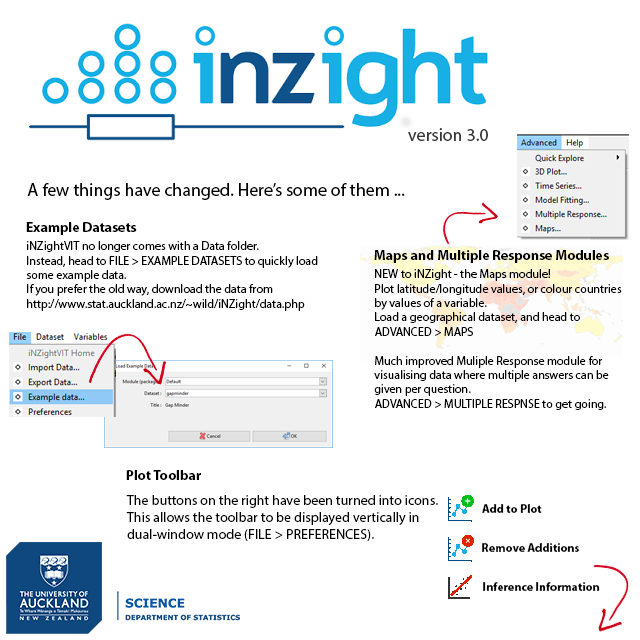 inzight
version 3.0
Advanced Help
Quick Explore
3D Plot...
Time Series...
Model Fitting...
Multiple Response...
Maps...
A few things have changed. Here's some of them ...
Example Datasets
iNZightVIT no longer comes with a Data folder.
Instead, head to FILE > EXAMPLE DATASETS to quickly load
some example data.
If you prefer the old way, download the data from
http://www.stat.auckland.ac.nz/~wild/iNZight/data.php
Maps and Multiple Response Modules
NEW to iNZight - the Maps module!
Plot latitude/longitude values, or colour countries
by values of a variable.
Load a geographical dataset, and head to
ADVANCED > MAPS
Much improved Muliple Response module for
visualising data where multiple answers can be
given per question.
ADVANCED > MULTIPLE RESPNSE to get going.
File Dataset Variables
iNZightVIT Home
Import Data...
Export Data...
Example data...
Preferences
Load Example Data
Module (package): Default
Dataset : gapminder
Title : Gap Minder
Cancel OK
Plot Toolbar
The buttons on the right have been turned into icons.
This allows the toolbar to be displayed vertically in
dual-window mode (FILE > PREFERENCES).
Add to Plot
Remove Additions
Inference Information
THE UNIVERSITY OF
AUCKLAND
Te Whare Wānanga o Tāmaki Makaurau
NEW ZEALAND
SCIENCE
DEPARTMENT OF STATISTICS